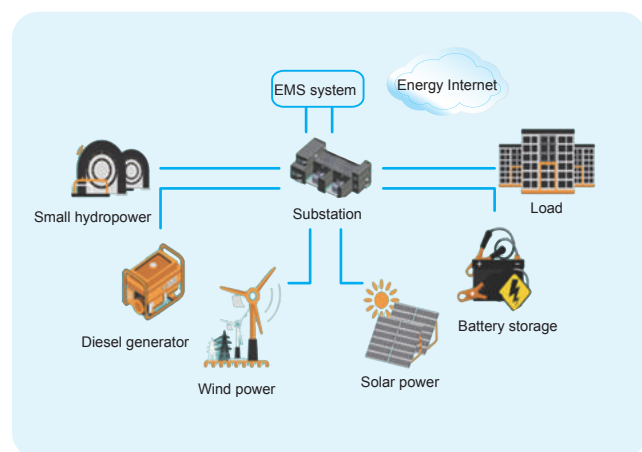 EMS system
Energy Internet
Small hydropower
Substation
Load
Diesel generator
Battery storage
Wind power
Solar power